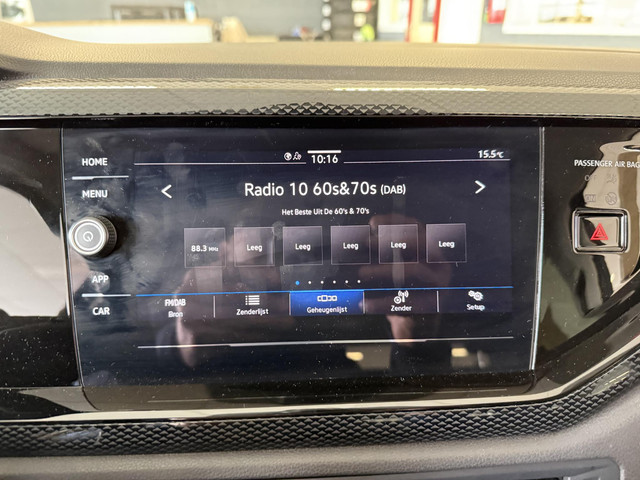 HOME
MENU
APP
CAR
10:16
15.5°C
Radio 10 60s&70s (DAB)
Het Beste Uit De 60's & 70's
88.3 MHz
Leeg
Leeg
Leeg
Leeg
Leeg
FM/DAB
Bron
Zenderlijst
Geheugenlijst
Zender
Setup
PASSENGER AIR BAG